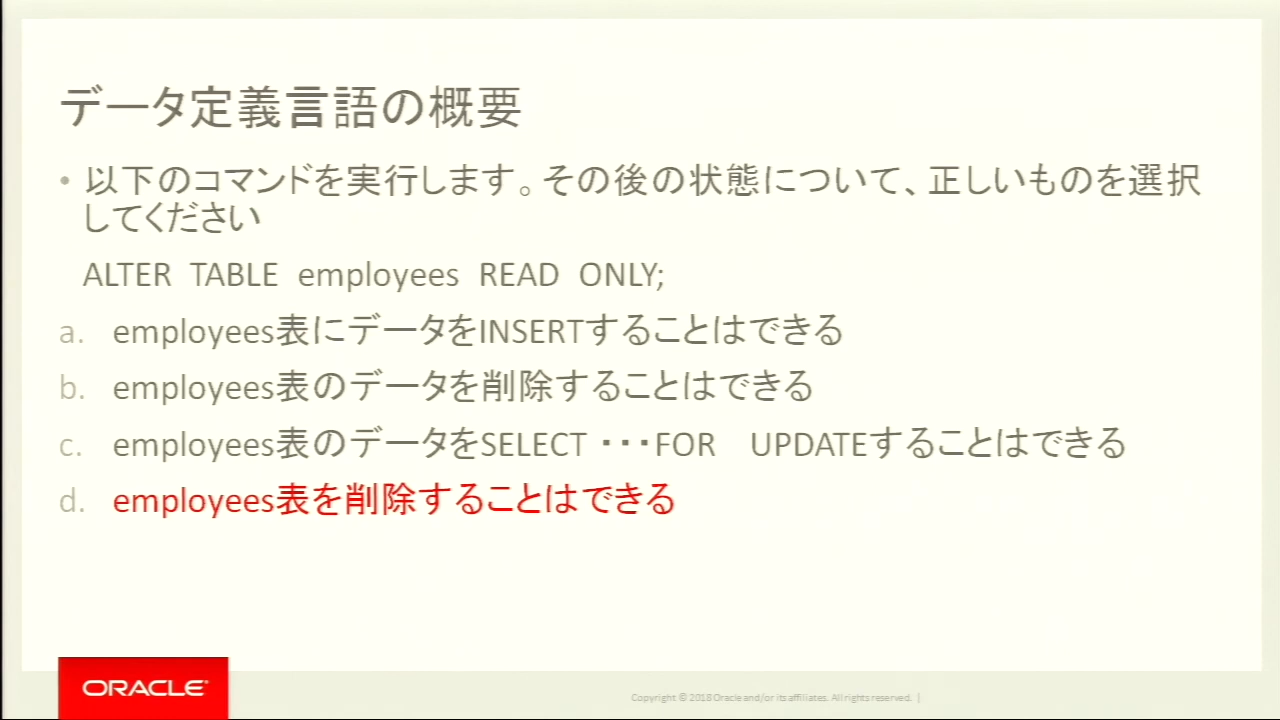 データ定義言語の概要
• 以下のコマンドを実行します。その後の状態について、正しいものを選択
してください
ALTER TABLE employees READ ONLY;
a. employees表にデータをINSERTすることはできる
b. employees表のデータを削除することはできる
c. employees表のデータをSELECT ・・・FOR　UPDATEすることはできる
d. employees表を削除することはできる
ORACLE®
Copyright © 2018 Oracle and/or its affiliates. All rights reserved. |